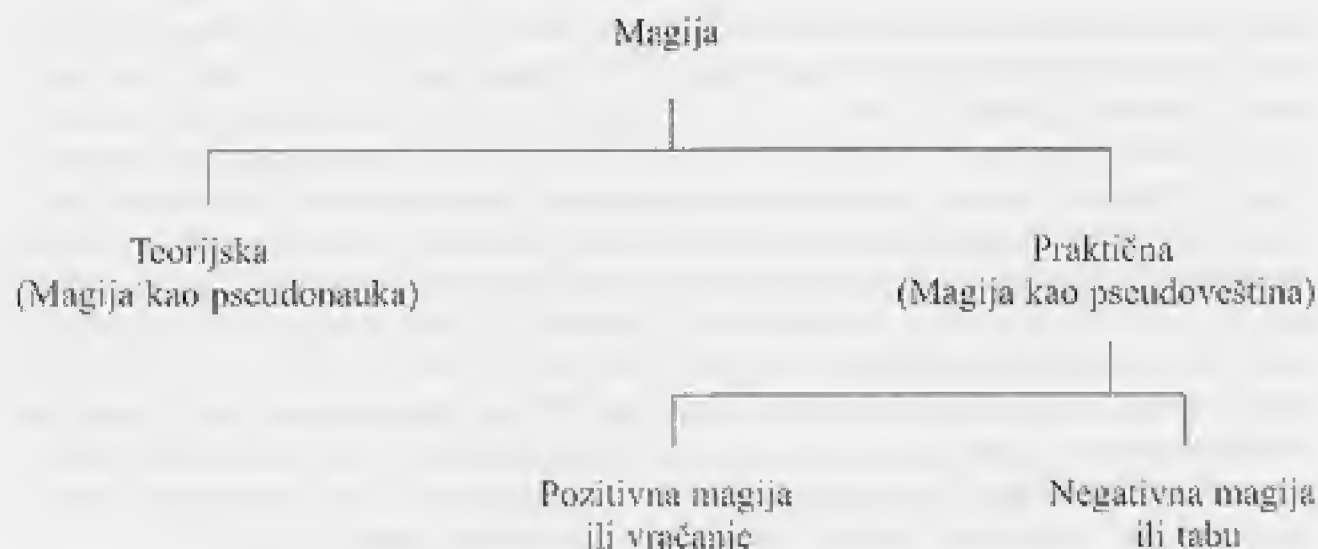 Magija
Teorijska
(Magija kao pseudonauka)
Praktična
(Magija kao pseudoveština)
Pozitivna magija
ili vračanje
Negativna magija
ili tabu